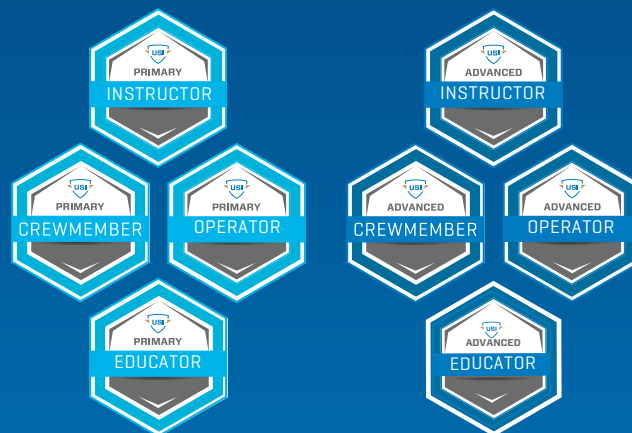 USI
PRIMARY
INSTRUCTOR
USI
ADVANCED
INSTRUCTOR
USI
PRIMARY
CREWMEMBER
USI
PRIMARY
OPERATOR
USI
ADVANCED
CREWMEMBER
USI
ADVANCED
OPERATOR
USI
PRIMARY
EDUCATOR
USI
ADVANCED
EDUCATOR